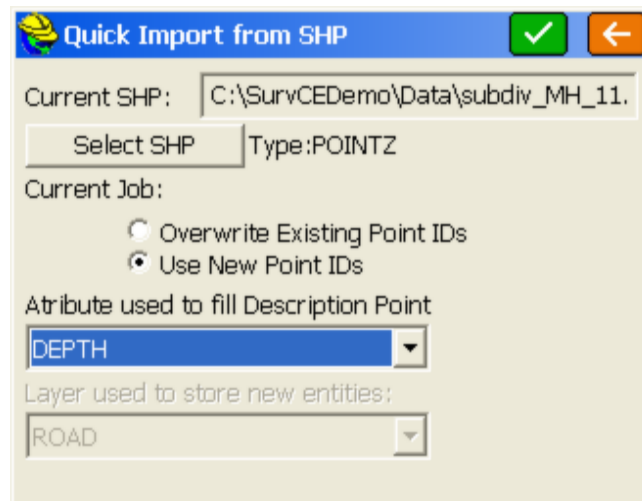 Quick Import from SHP
Current SHP: C:\SurvCEDemo\Data\subdiv_MH_11.
Select SHP Type:POINTZ
Current Job:
Overwrite Existing Point IDs
Use New Point IDs
Atribute used to fill Description Point
DEPTH
Layer used to store new entities:
ROAD